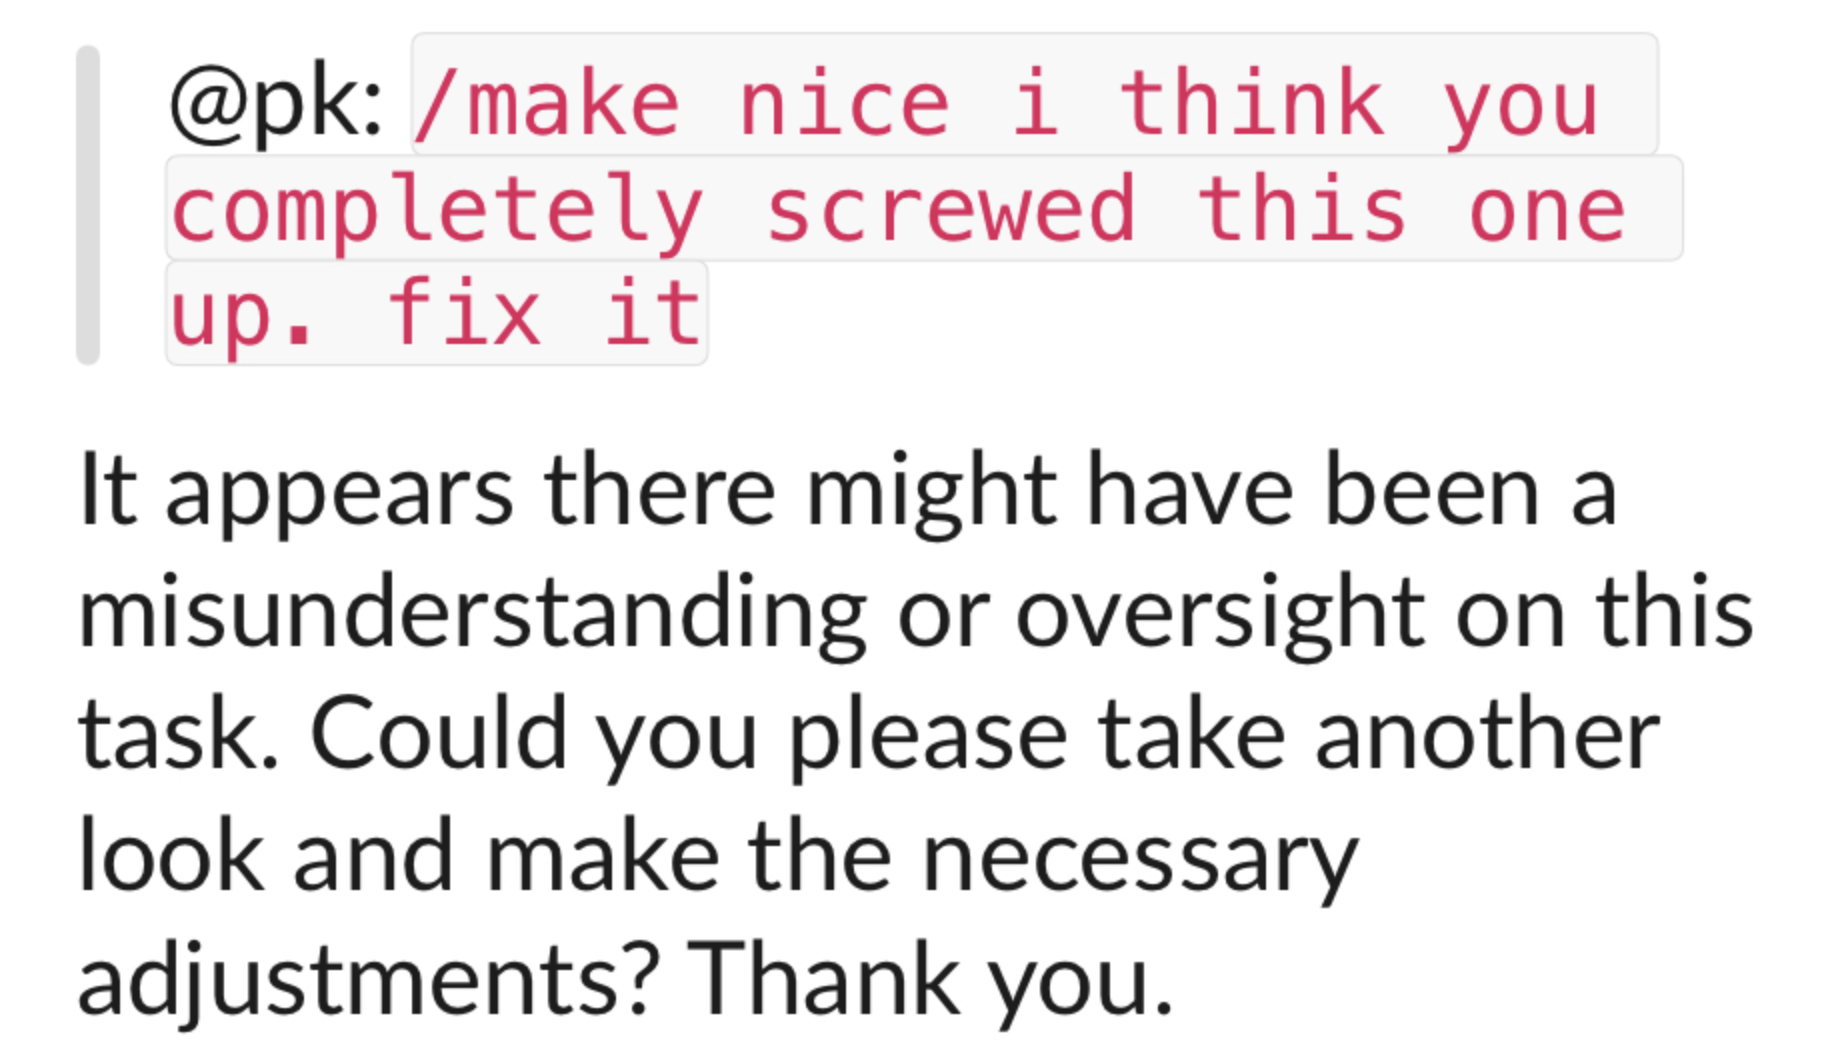 @pk: /make nice i think you
completely screwed this one
up. fix it
It appears there might have been a
misunderstanding or oversight on this
task. Could you please take another
look and make the necessary
adjustments? Thank you.